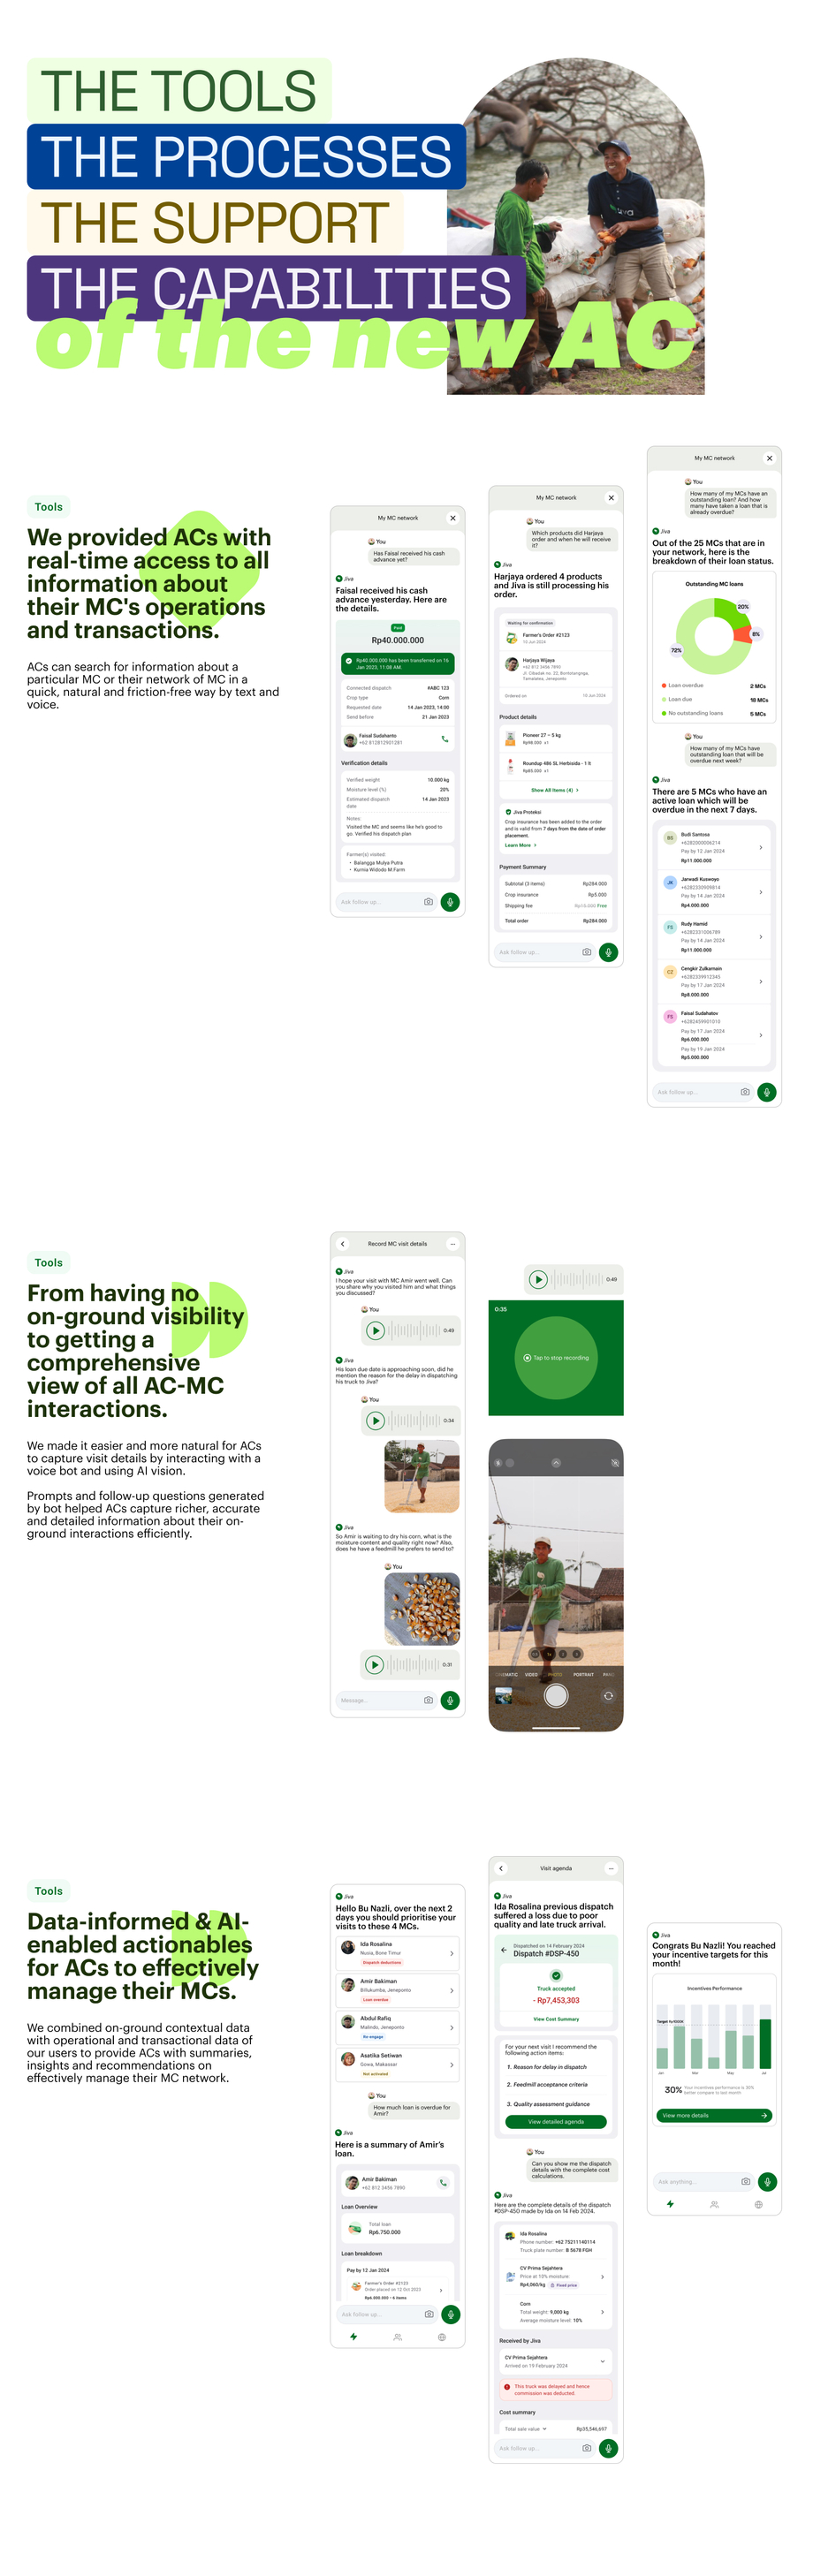 THE TOOLS
THE PROCESSES
THE SUPPORT
THE CAPABILITIES
of the new AC
Tools
We provided ACs with
real-time access to all
information about
their MC's operations
and transactions.
ACs can search for information about a
particular MC or their network of MC in a
quick, natural and friction-free way by text and
voice.
My MC network
You
Has Faisal received his cash
advance yet?
Jiva
Faisal received his cash
advance yesterday. Here are
the details.
Paid
Rp40.000.000
Rp40.000.000 has been transferred on 16
Jan 2023, 11:08 AM
Connected dispatch #ABC 123
Crop type Corn
Requested date 14 Jan 2023, 14:00
Send before 21 Jan 2023
Faisal Sudahanto
+62 812812901281
Verification details
Verified weight 10.000 kg
Moisture level (%) 20%
Estimated dispatch
date 14 Jan 2023
Notes:
Visited the MC and seems like he's good to
go. Verified his dispatch plan
Farmer(s) visited:
• Balangga Mulya Putra
• Kurnia Widodo M.Farm
Ask follow up...
My MC network
You
Which products did Harjaya
order and when he will receive
it?
Jiva
Harjaya ordered 4 products
and Jiva is still processing his
order.
Waiting for confirmation
Farmer's Order #2123
10 Jun 2024
Harjaya Wijaya
+62 812 3456 7890
Jl. Cibadak no. 22, Bontolangnga,
Tamalatea, Jeneponto
Ordered on 10 Jun 2024
Product details
Pioneer 27 – 5 kg
Rp98.000 x1
Roundup 486 SL Herbisida - 1 lt
Rp85.000 x1
Show All Items (4)
Jiva Proteksi
Crop insurance has been added to the order
and is valid from 7 days from the date of order
placement.
Learn More
Payment Summary
Subtotal (3 items) Rp284.000
Crop insurance Rp5.000
Shipping fee Rp10.000 Free
Total order Rp284.000
Ask follow up...
My MC network
You
How many of my MCs have an
outstanding loan? And how
many have taken a loan that is
already overdue?
Jiva
Out of the 25 MCs that are in
your network, here is the
breakdown of their loan status.
Outstanding MC loans
20%
8%
72%
Loan overdue 2 MCs
Loan due 18 MCs
No outstanding loans 5 MCs
You
How many of my MCs have
outstanding loan that will be
overdue next week?
Jiva
There are 5 MCs who have an
active loan which will be
overdue in the next 7 days.
BS
Budi Santoso
+6282000006214
Pay by 12 Jan 2024
Rp11.000.000
JK
Jarwadi Kuswoyo
+6282330909814
Pay by 14 Jan 2024
Rp4.000.000
Rudy Hamid
+6282331006789
Pay by 14 Jan 2024
Rp11.000.000
CZ
Cengkir Zulkarnain
+6282339912345
Pay by 17 Jan 2024
Rp8.000.000
FS
Faisal Sudahatov
+6282459901010
Pay by 17 Jan 2024
Rp6.000.000
Pay by 19 Jan 2024
Rp5.000.000
Ask follow up...
Tools
From having no
on-ground visibility
to getting a
comprehensive
view of all AC-MC
interactions.
We made it easier and more natural for ACs
to capture visit details by interacting with a
voice bot and using AI vision.
Prompts and follow-up questions generated
by bot helped ACs capture richer, accurate
and detailed information about their on-
ground interactions efficiently.
Record MC visit details
Jiva
I hope your visit with MC Amir went well. Can
you share why you visited him and what things
you discussed?
You
0:49
Jiva
His loan due date is approaching soon, did he
mention the reason for the delay in dispatching
his truck to Jiva?
You
0:34
Jiva
So Amir is waiting to dry his corn, what is the
moisture content and quality right now? Also,
does he have a feedmill he prefers to send to?
You
0:31
Message...
0:49
0:35
Tap to stop recording
VIDEO PHOTO PORTRAIT
Tools
Data-informed & AI-
enabled actionables
for ACs to effectively
manage their MCs.
We combined on-ground contextual data
with operational and transactional data of
our users to provide ACs with summaries,
insights and recommendations on
effectively manage their MC network.
Jiva
Hello Bu Nazli, over the next 2
days you should prioritise your
visits to these 4 MCs.
Ida Rosalina
Nusia, Bone Timur
Dispatch deductions
Amir Bakiman
Bifukumba, Jeneponto
Loan overdue
Abdul Rafiq
Malindo, Jeneponto
Re-engage
Asatika Setiwan
Gowa, Makassar
Not activated
You
How much loan is overdue for
Amir?
Jiva
Here is a summary of Amir's
loan.
Amir Bakiman
+62 812 3456 7890
Loan Overview
Total loan
Rp6.750.000
Loan breakdown
Pay by 12 Jan 2024
Farmer's Order #2123
Order placed on 12 Oct 2023
Rp6.000.000 • 6 items
Ask follow up...
Visit agenda
Jiva
Ida Rosalina previous dispatch
suffered a loss due to poor
quality and late truck arrival.
Dispatched on 14 February 2024
Dispatch #DSP-450
Truck accepted
- Rp7,453,303
View Cost Summary
For your next visit I recommend the
following action items:
1. Reason for delay in dispatch
2. Feedmill acceptance criteria
3. Quality assessment guidance
View detailed agenda
You
Can you show me the dispatch
details with the complete cost
calculations.
Jiva
Here are the complete details of the dispatch
#DSP-450 made by Ida on 14 Feb 2024.
Ida Rosalina
Phone number: +62 75211140114
Truck plate number: B 5678 FGH
CV Prima Sejahtera
Price at 10% moisture:
Rp4,060/kg Fixed price
Corn
Total weight: 9,000 kg
Average moisture level: 10%
Received by Jiva
CV Prima Sejahtera
Arrived on 19 February 2024
This truck was delayed and hence
commission was deducted.
Cost summary
Total sale value Rp35,546,657
Ask follow up...
Jiva
Congrats Bu Nazli! You reached
your incentive targets for this
month!
Incentives Performance
Jan Mar May Jul
30% Your incentives performance is 30%
better compare to last month.
View more details
Ask anything...